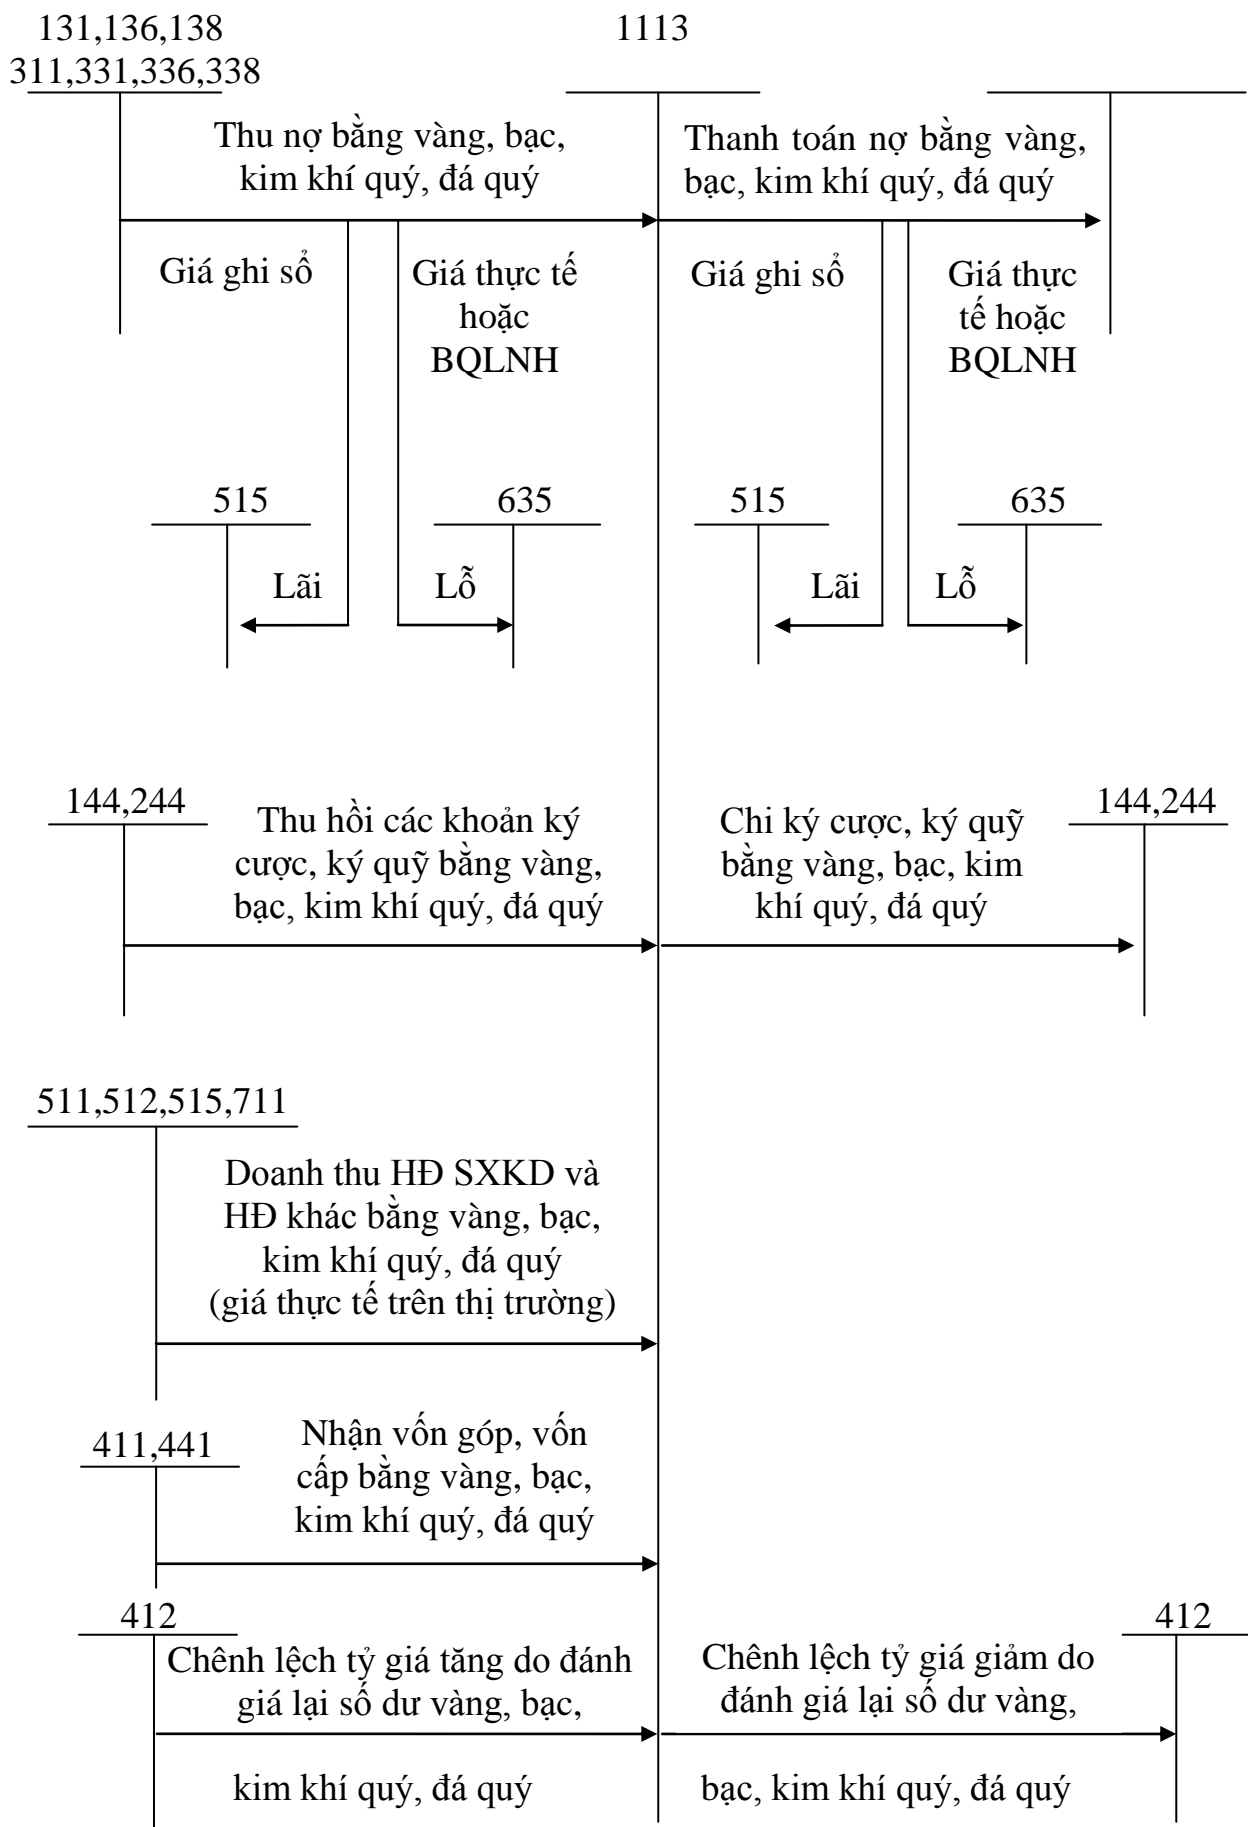 131,136,138
311,331,336,338
1113
Thu nợ bằng vàng, bạc,
kim khí quý, đá quý
Thanh toán nợ bằng vàng,
bạc, kim khí quý, đá quý
Giá ghi sổ
Giá thực tế
hoặc
BQLNH
Giá ghi sổ
Giá thực
tế hoặc
BQLNH
515
635
515
635
Lãi
Lỗ
Lãi
Lỗ
144,244
Thu hồi các khoản ký
cược, ký quỹ bằng vàng,
bạc, kim khí quý, đá quý
Chi ký cược, ký quỹ
bằng vàng, bạc, kim
khí quý, đá quý
144,244
511,512,515,711
Doanh thu HĐ SXKD và
HĐ khác bằng vàng, bạc,
kim khí quý, đá quý
(giá thực tế trên thị trường)
411,441
Nhận vốn góp, vốn
cấp bằng vàng, bạc,
kim khí quý, đá quý
412
Chênh lệch tỷ giá tăng do đánh
giá lại số dư vàng, bạc,
kim khí quý, đá quý
412
Chênh lệch tỷ giá giảm do
đánh giá lại số dư vàng,
bạc, kim khí quý, đá quý